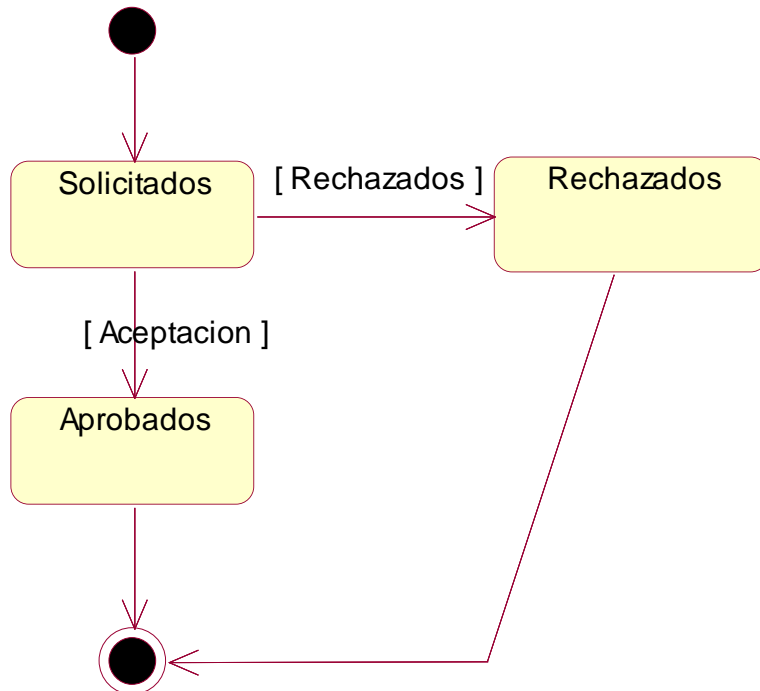 Solicitados
[ Rechazados ]
Rechazados
[ Aceptacion ]
Aprobados